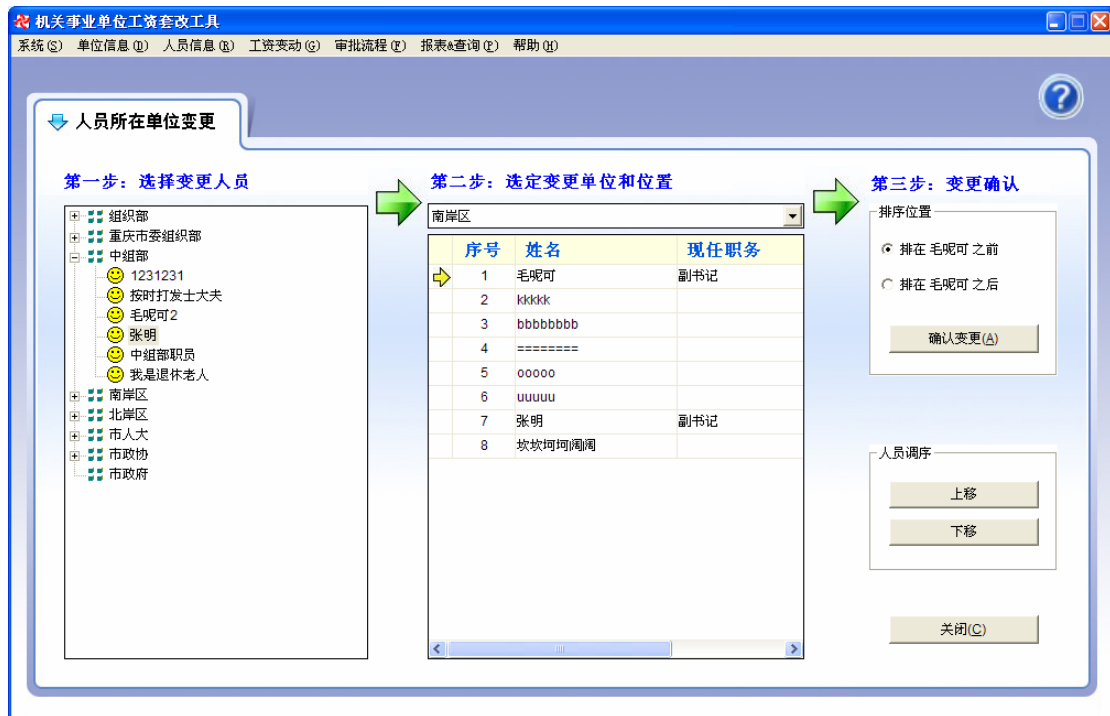 机关事业单位工资套改工具
系统(S) 单位信息(D) 人员信息(R) 工资变动(G) 审批流程(F) 报表&查询(P) 帮助(H)
人员所在单位变更
第一步：选择变更人员
组织部
重庆市委组织部
中组部
1231231
按时打发士大夫
毛呢可2
张明
中组部职员
我是退休老人
南岸区
北岸区
市人大
市政协
市政府
第二步：选定变更单位和位置
南岸区
序号 姓名 现任职务
1 毛呢可 副书记
2 kkkkk
3 bbbbbbbb
4 ========
5 ooooo
6 uuuuu
7 张明 副书记
8 坎坎坷坷阔阔
第三步：变更确认
排序位置
排在 毛呢可 之前
排在 毛呢可 之后
确认变更(A)
人员调序
上移
下移
关闭(C)